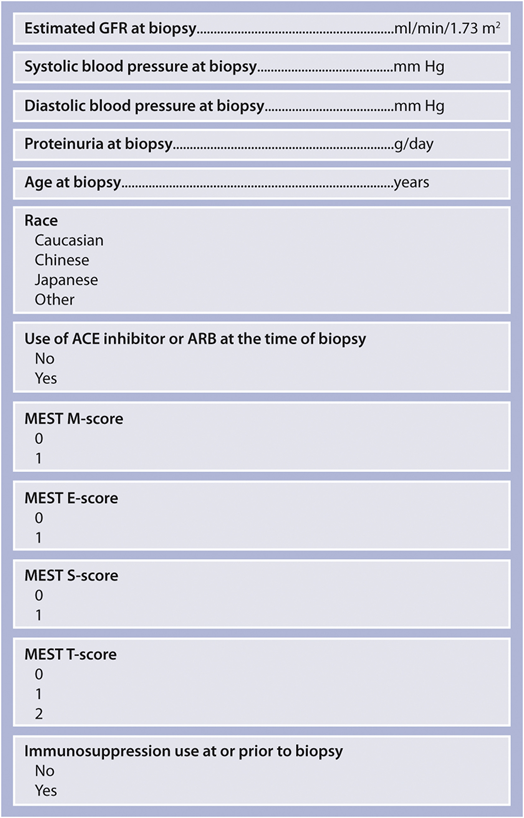 Estimated GFR at biopsy......................................................ml/min/1.73 m²
Systolic blood pressure at biopsy.....................................mm Hg
Diastolic blood pressure at biopsy...................................mm Hg
Proteinuria at biopsy............................................................g/day
Age at biopsy..........................................................................years
Race
Caucasian
Chinese
Japanese
Other
Use of ACE inhibitor or ARB at the time of biopsy
No
Yes
MEST M-score
0
1
MEST E-score
0
1
MEST S-score
0
1
MEST T-score
0
1
2
Immunosuppression use at or prior to biopsy
No
Yes